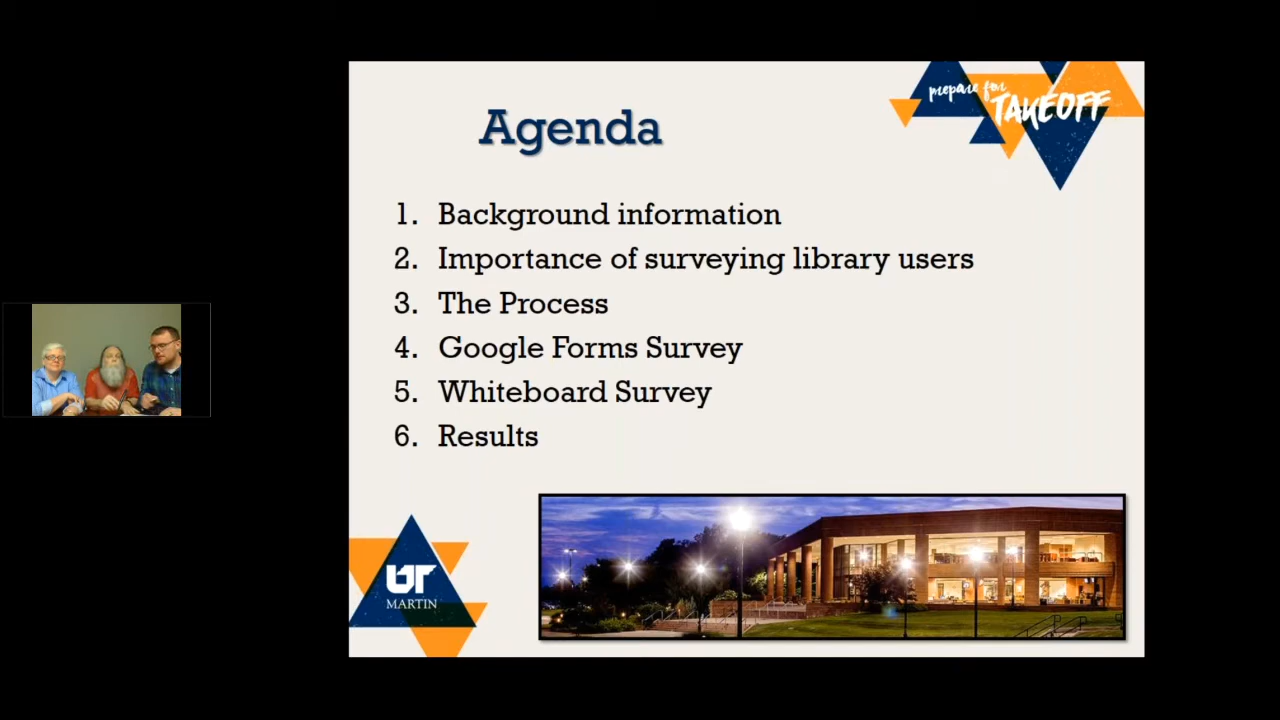 prepare for
TAKEOFF
Agenda
1. Background information
2. Importance of surveying library users
3. The Process
4. Google Forms Survey
5. Whiteboard Survey
6. Results
UT
MARTIN